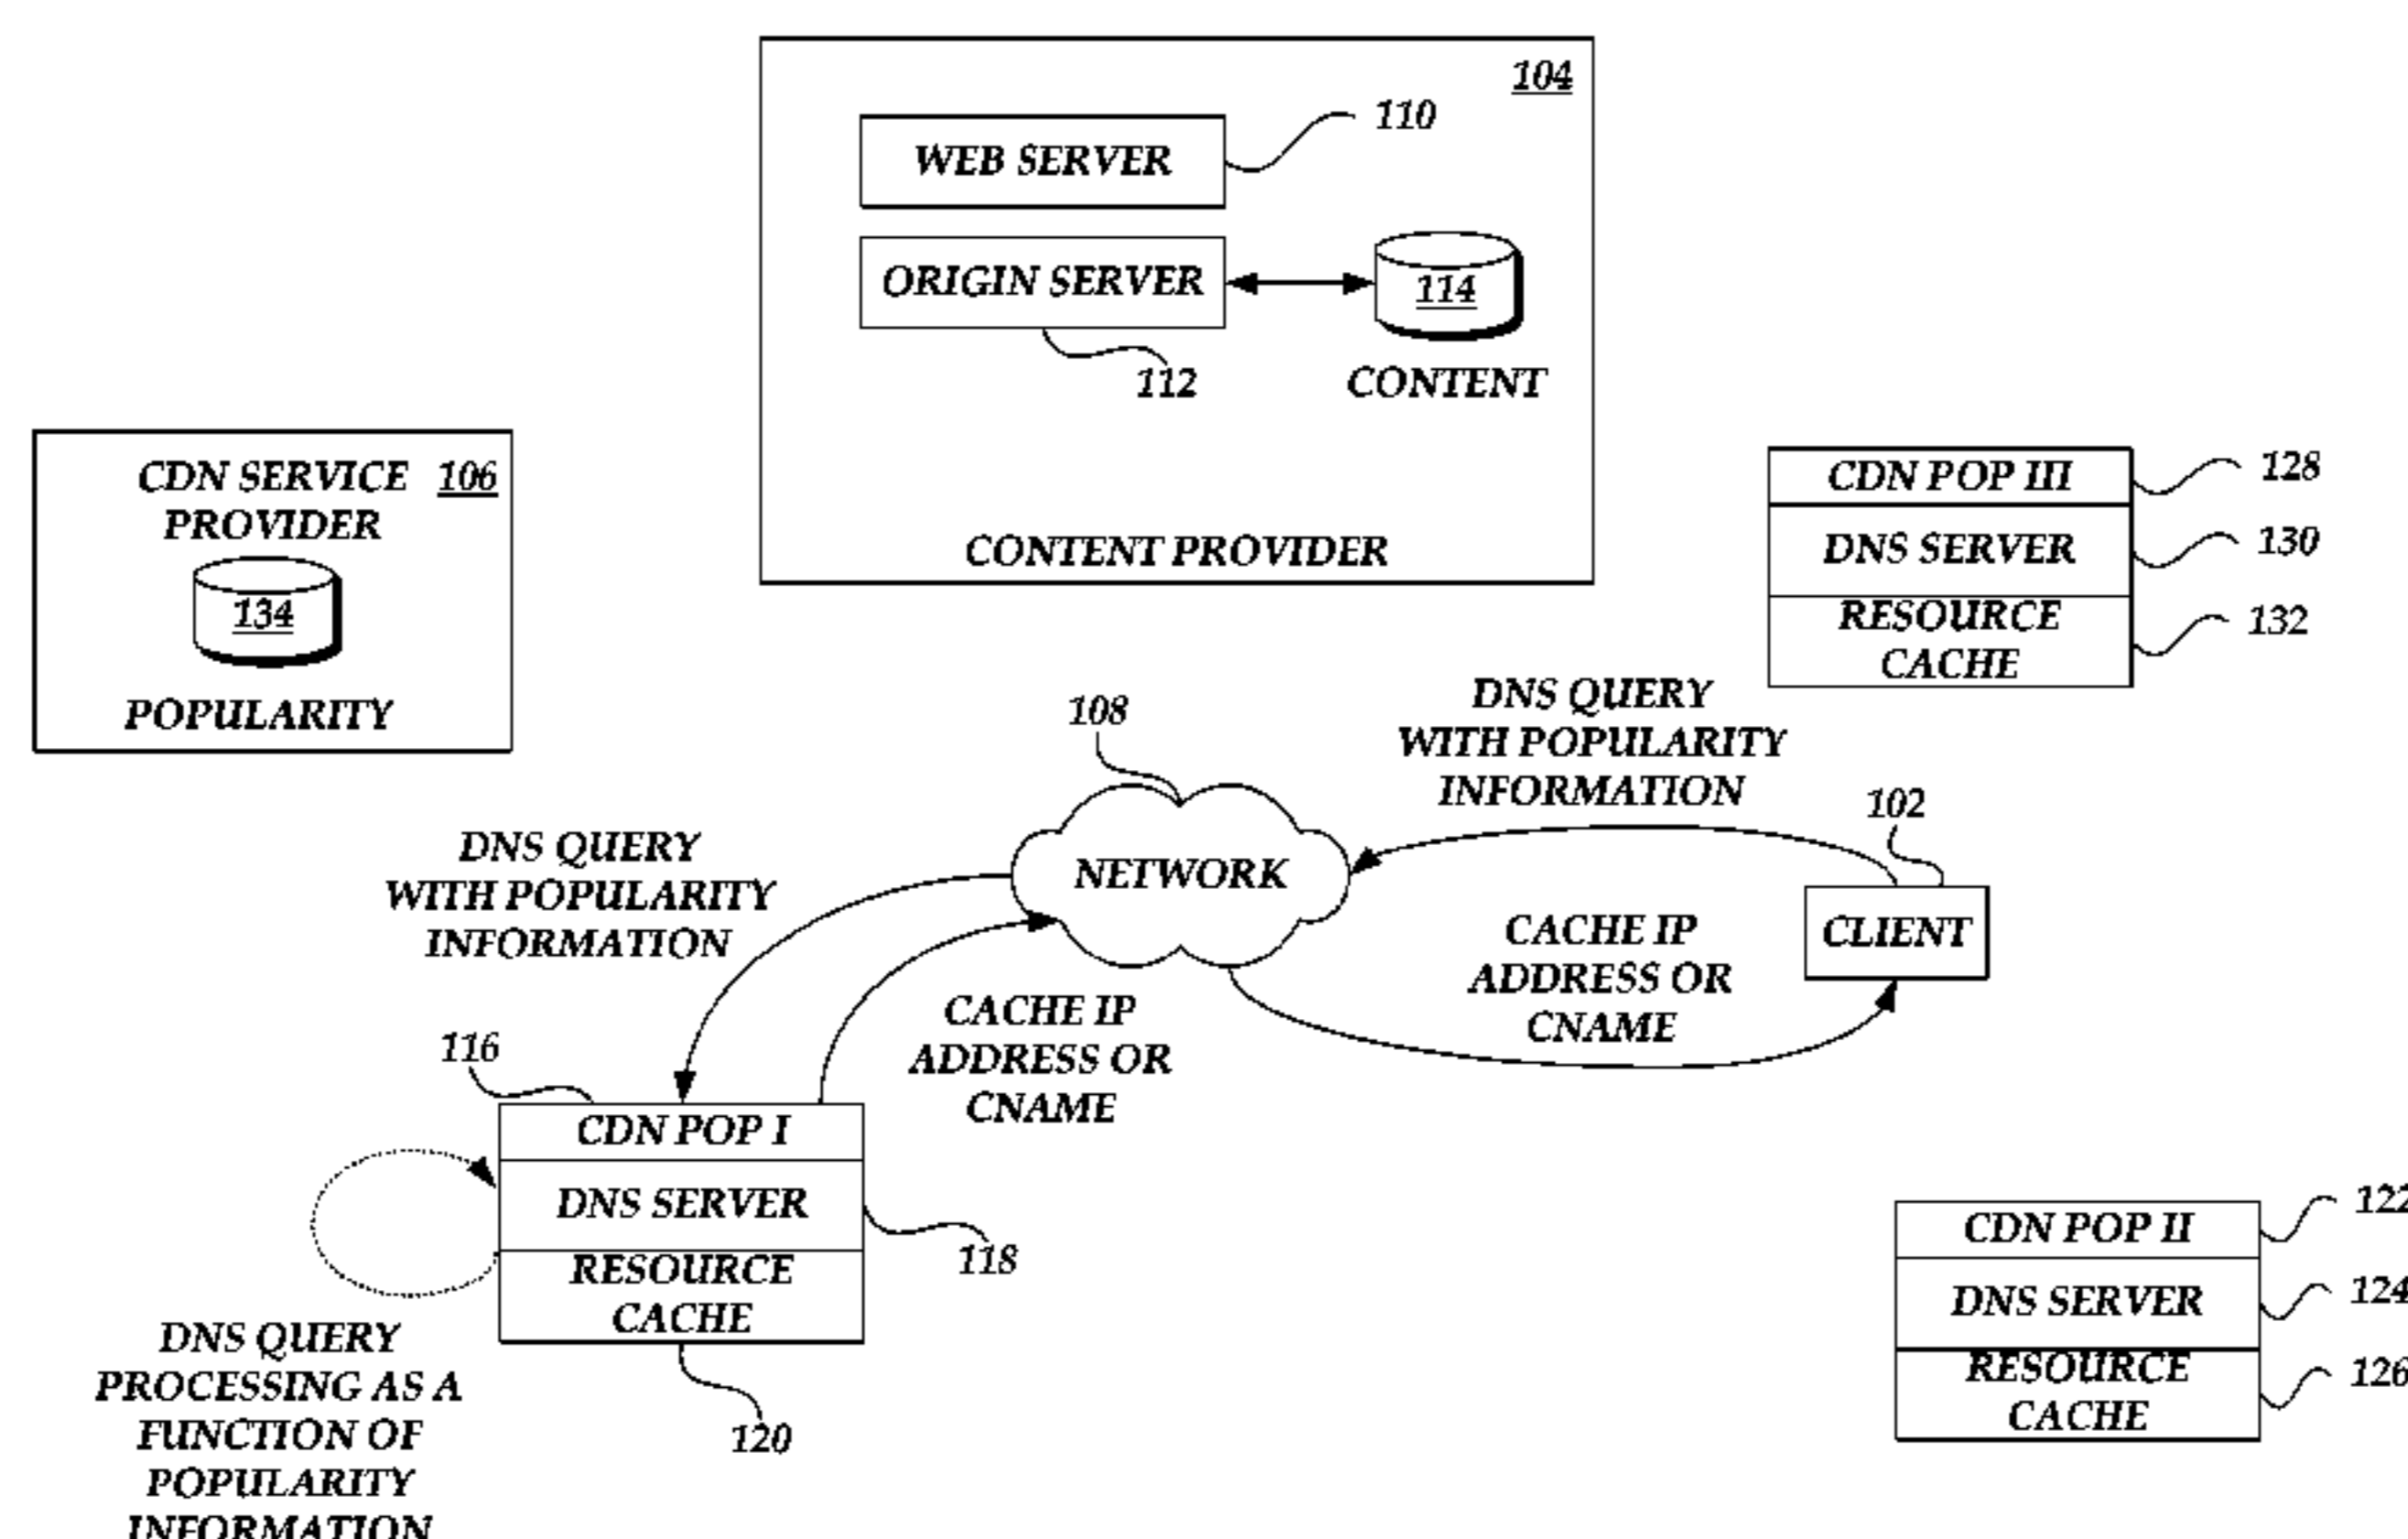 104
WEB SERVER
110
ORIGIN SERVER
114
112
CONTENT
CONTENT PROVIDER
CDN SERVICE 106
PROVIDER
134
POPULARITY
CDN POP III
128
DNS SERVER
130
RESOURCE
CACHE
132
108
NETWORK
DNS QUERY
WITH POPULARITY
INFORMATION
102
CLIENT
CACHE IP
ADDRESS OR
CNAME
DNS QUERY
WITH POPULARITY
INFORMATION
CACHE IP
ADDRESS OR
CNAME
116
CDN POP I
DNS SERVER
118
RESOURCE
CACHE
120
DNS QUERY
PROCESSING AS A
FUNCTION OF
POPULARITY
INFORMATION
CDN POP II
122
DNS SERVER
124
RESOURCE
CACHE
126